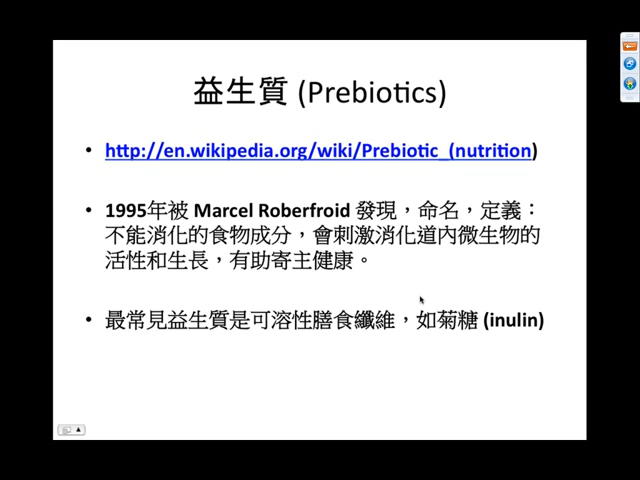 益生質 (Prebiotics)
• http://en.wikipedia.org/wiki/Prebiotic_(nutrition)
• 1995年被 Marcel Roberfroid 發現，命名，定義：
不能消化的食物成分，會刺激消化道內微生物的
活性和生長，有助寄主健康。
• 最常見益生質是可溶性膳食纖維，如菊糖 (inulin)